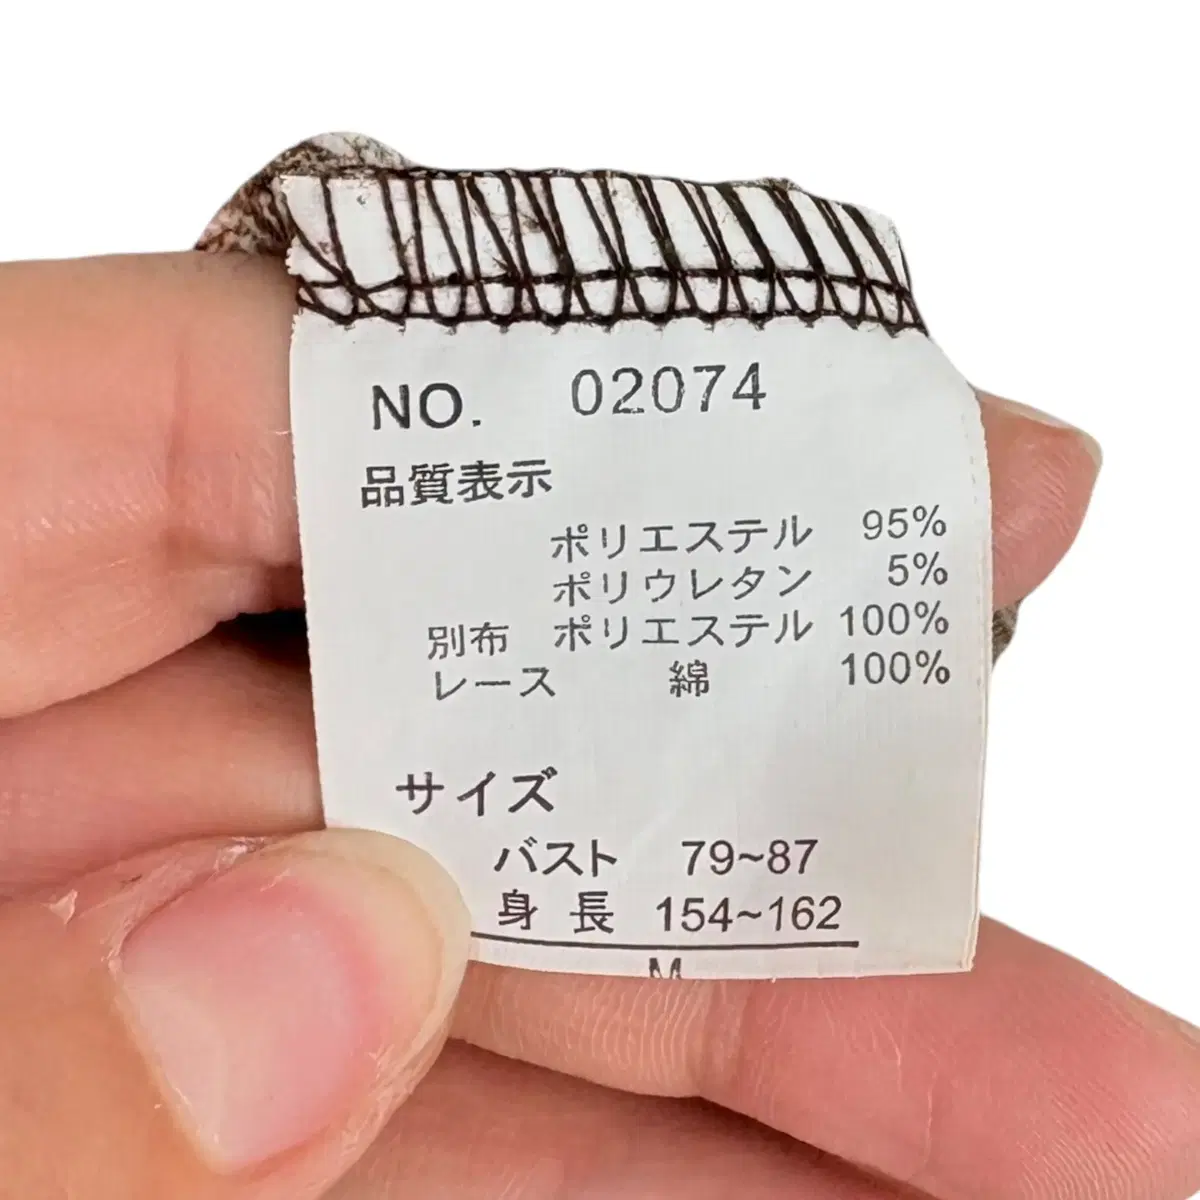 NO. 02074
品質表示
ポリエステル 95%
ポリウレタン 5%
別布 ポリエステル 100%
レース 綿 100%
サイズ
バスト 79~87
身長 154~162
M